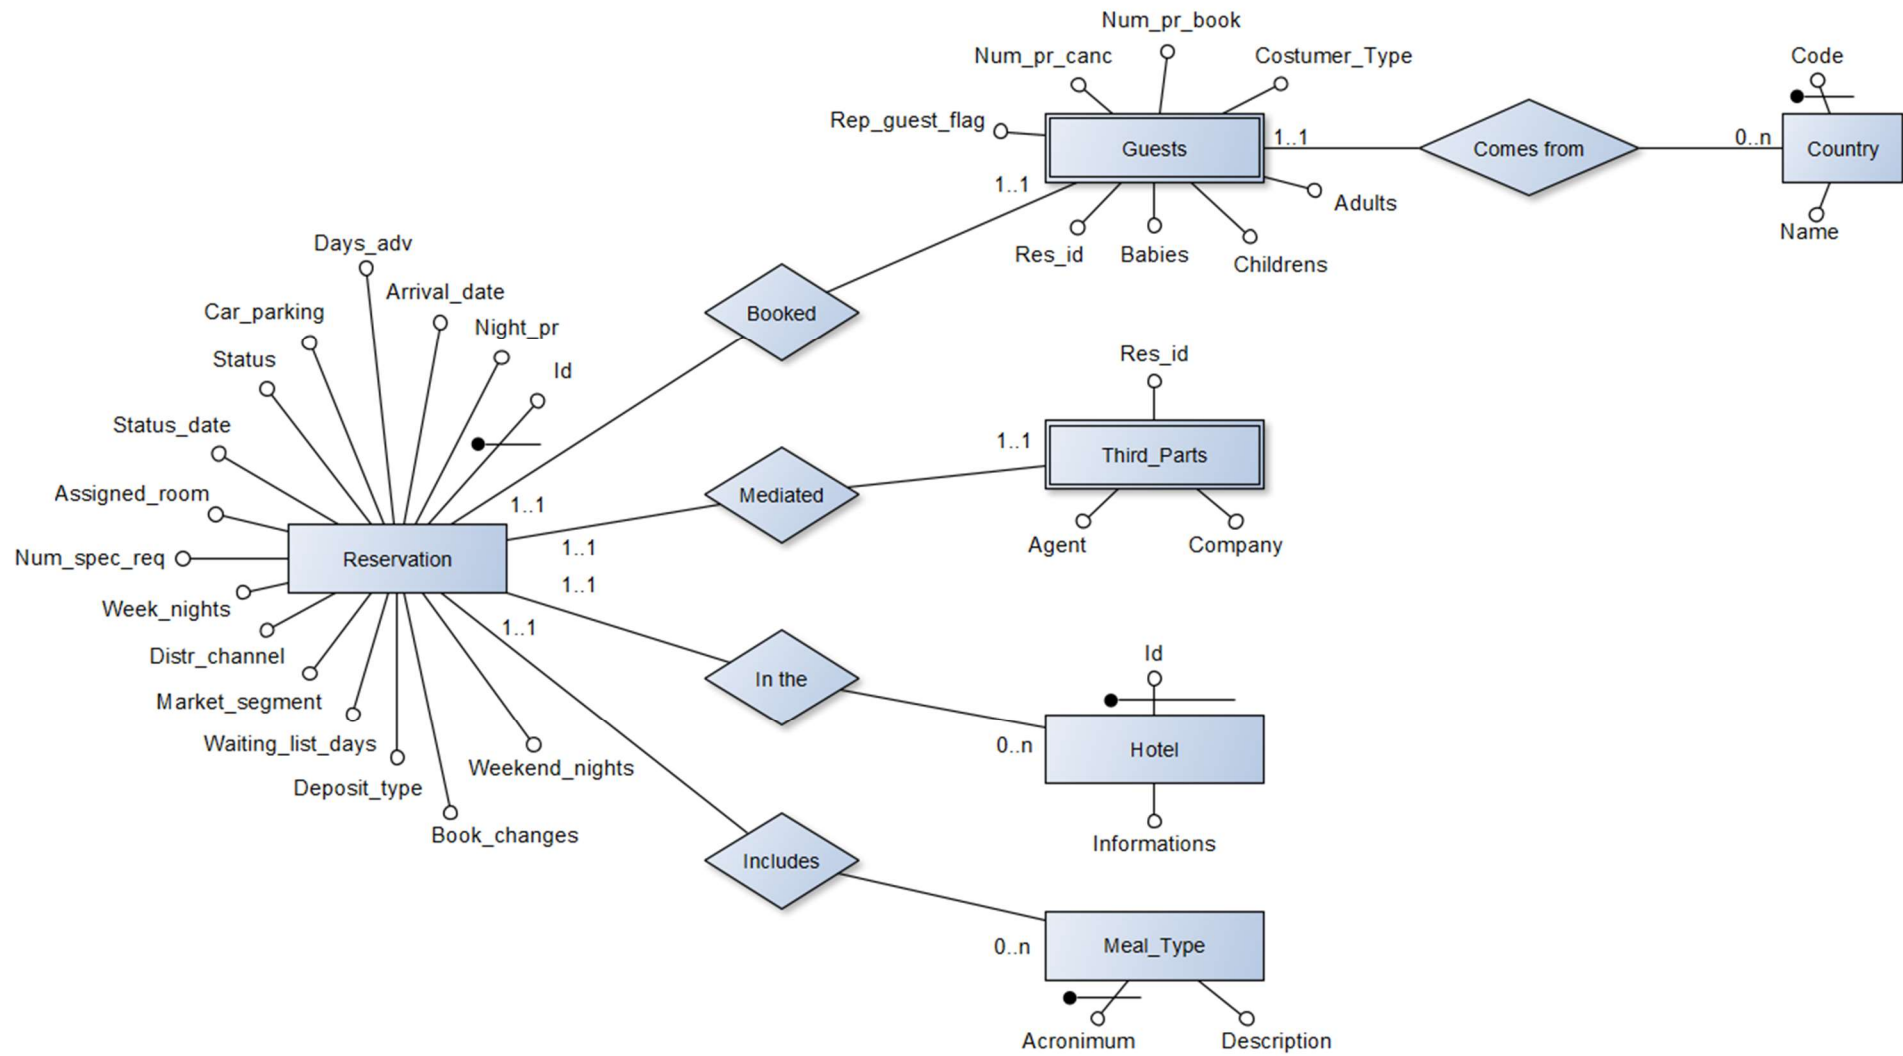 Num_pr_book
Num_pr_canc
Costumer_Type
Code
Rep_guest_flag
Guests
1..1
Comes from
0..n
Country
1..1
Adults
Name
Res_id
Babies
Childrens
Days_adv
Arrival_date
Car_parking
Night_pr
Booked
Status
Id
Res_id
Status_date
1..1
Third_Parts
Assigned_room
Mediated
1..1
Agent
Company
Num_spec_req
Reservation
1..1
1..1
Week_nights
1..1
Distr_channel
Id
In the
Market_segment
Waiting_list_days
0..n
Hotel
Weekend_nights
Deposit_type
Book_changes
Informations
Includes
0..n
Meal_Type
Acronimum
Description